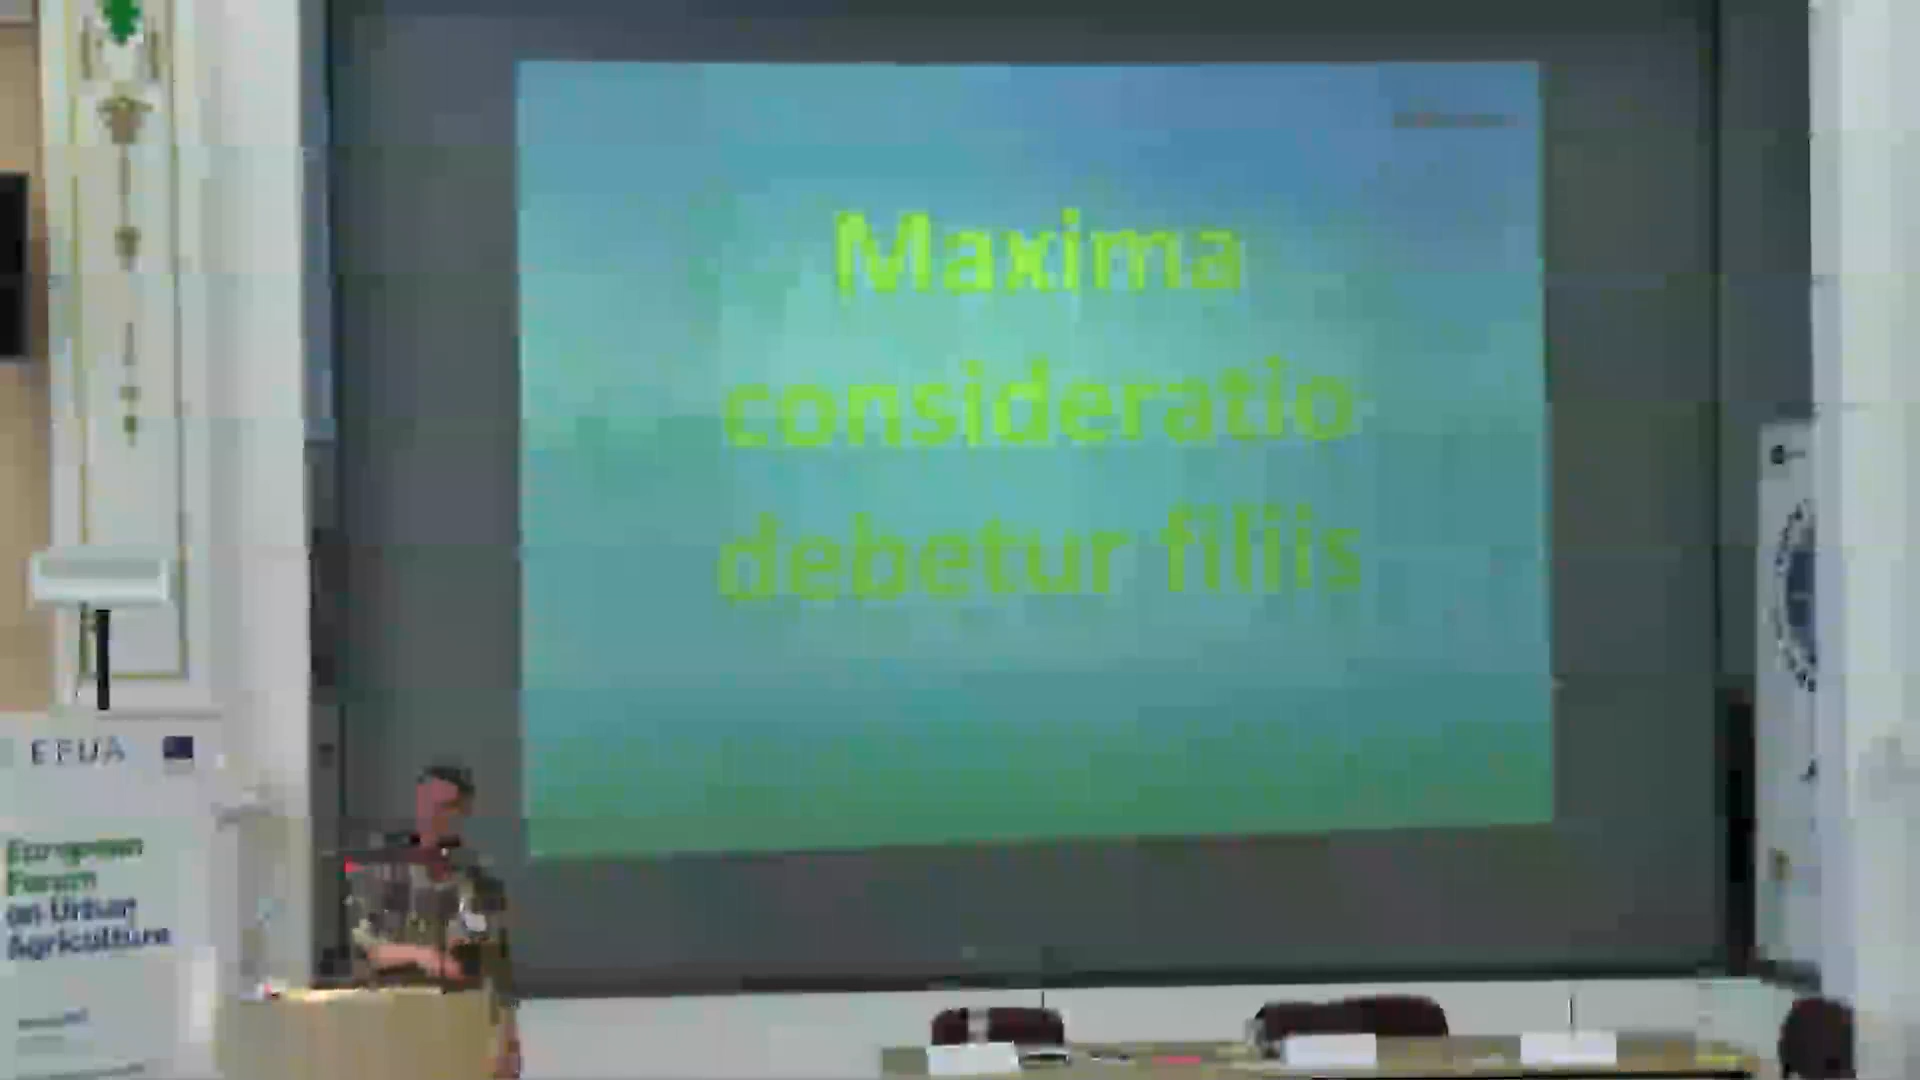 Maxima
consideratio
debetur filiis
EFUA
European
Forum
on Urban
Agriculture